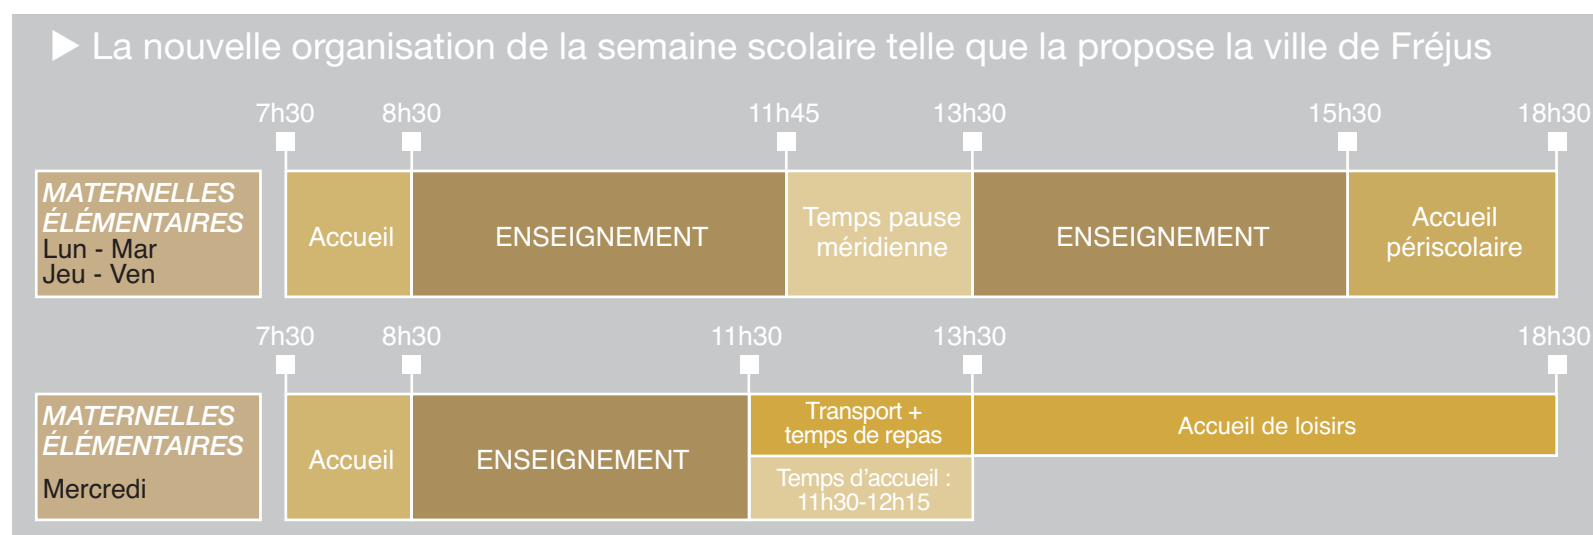 ▶ La nouvelle organisation de la semaine scolaire telle que la propose la ville de Fréjus
7h30 8h30 11h45 13h30 15h30 18h30
MATERNELLES
ÉLÉMENTAIRES
Lun - Mar
Jeu - Ven
Accueil
ENSEIGNEMENT
Temps pause
méridienne
ENSEIGNEMENT
Accueil
périscolaire
7h30 8h30 11h30 13h30 18h30
MATERNELLES
ÉLÉMENTAIRES
Mercredi
Accueil
ENSEIGNEMENT
Transport +
temps de repas
Temps d'accueil :
11h30-12h15
Accueil de loisirs